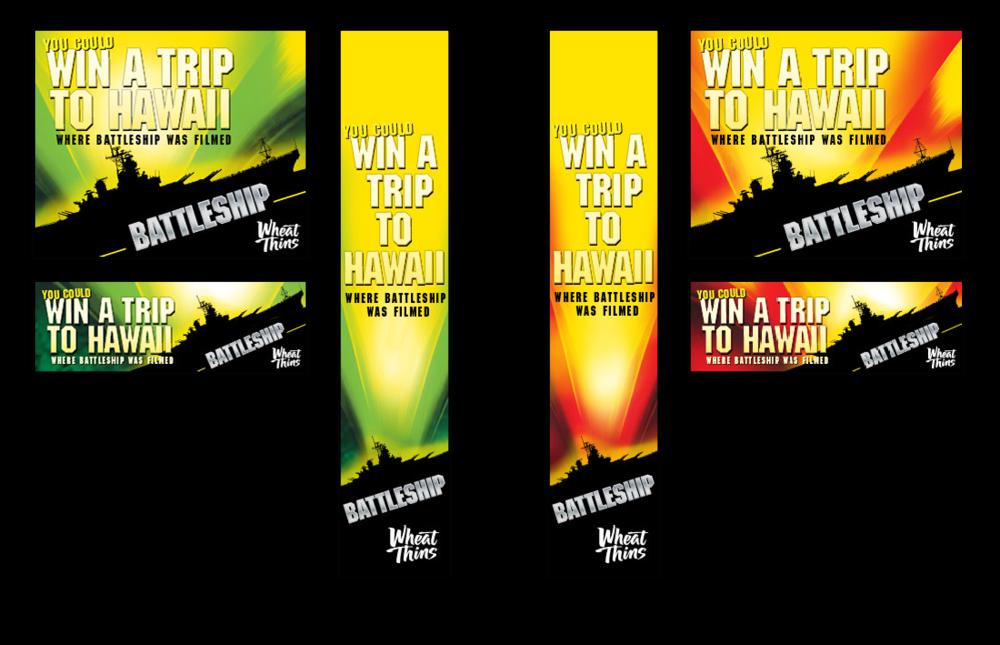 YOU COULD
WIN A TRIP
TO HAWAII
WHERE BATTLESHIP WAS FILMED
BATTLESHIP
Wheat
Thins
YOU COULD
WIN A TRIP
TO HAWAII
WHERE BATTLESHIP WAS FILMED
BATTLESHIP
Wheat
Thins
YOU COULD
WIN A
TRIP
TO
HAWAII
WHERE BATTLESHIP
WAS FILMED
BATTLESHIP
Wheat
Thins
YOU COULD
WIN A
TRIP
TO
HAWAII
WHERE BATTLESHIP
WAS FILMED
BATTLESHIP
Wheat
Thins
YOU COULD
WIN A TRIP
TO HAWAII
WHERE BATTLESHIP WAS FILMED
BATTLESHIP
Wheat
Thins
YOU COULD
WIN A TRIP
TO HAWAII
WHERE BATTLESHIP WAS FILMED
BATTLESHIP
Wheat
Thins